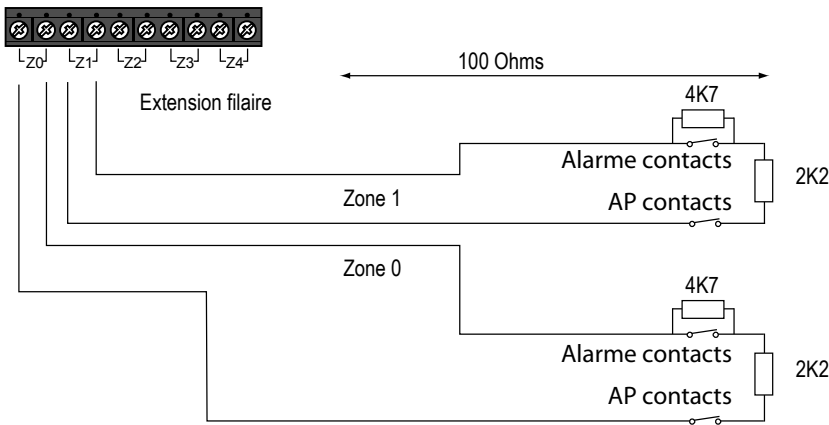 Z0 Z1 Z2 Z3 Z4
Extension filaire
100 Ohms
4K7
Alarme contacts
2K2
AP contacts
Zone 1
Zone 0
4K7
Alarme contacts
2K2
AP contacts